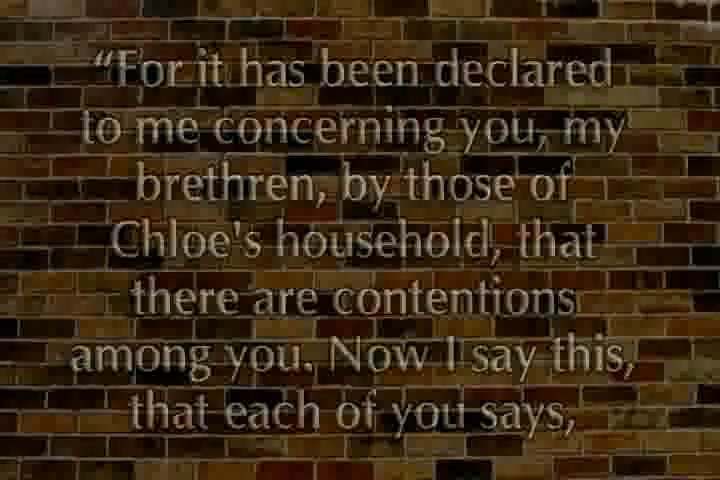 “For it has been declared
to me concerning you, my
brethren, by those of
Chloe's household, that
there are contentions
among you. Now I say this,
that each of you says,